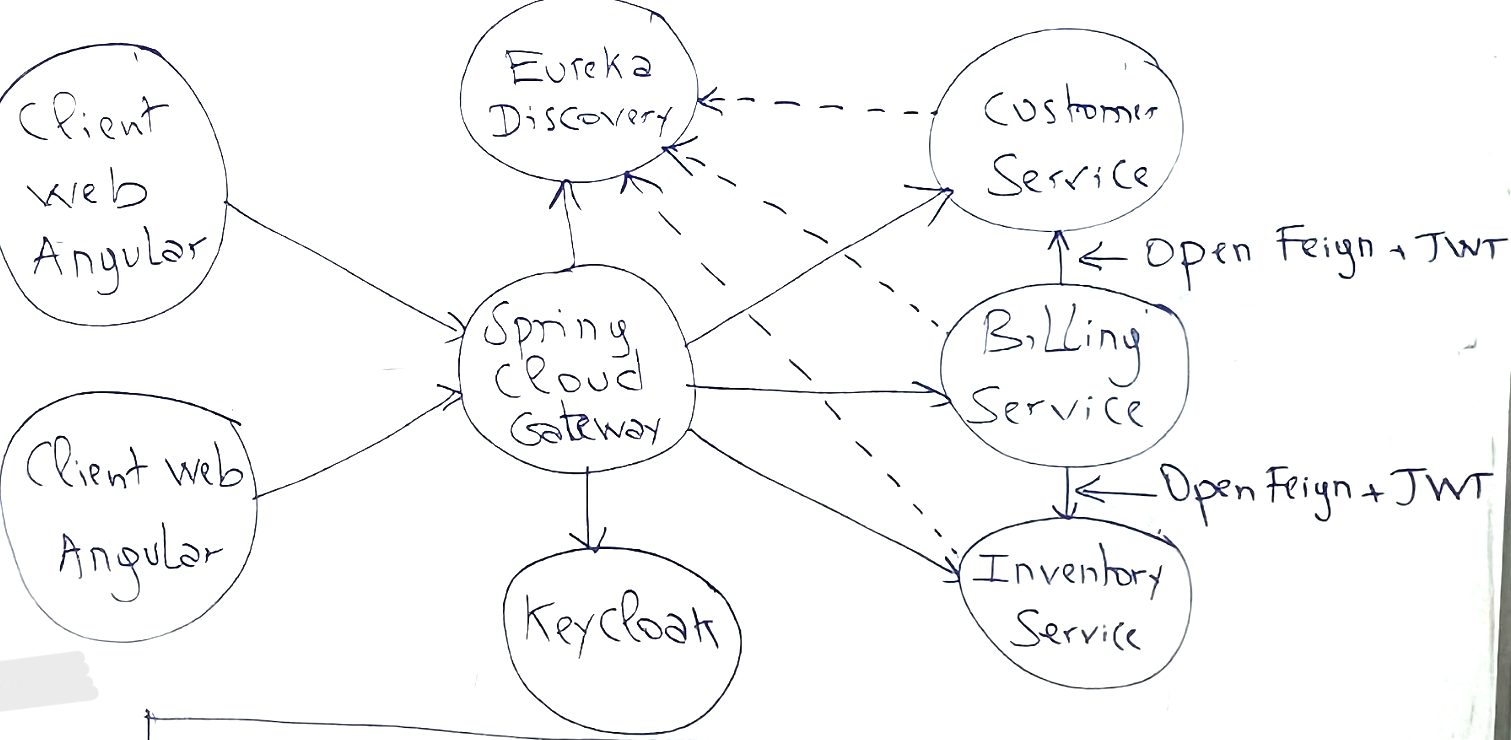 Client
web
Angular
Client web
Angular
Eureka
Discovery
Spring
Cloud
Gateway
Keycloak
Customer
Service
Open Feign + JWT
Billing
Service
Open Feign + JWT
Inventory
Service